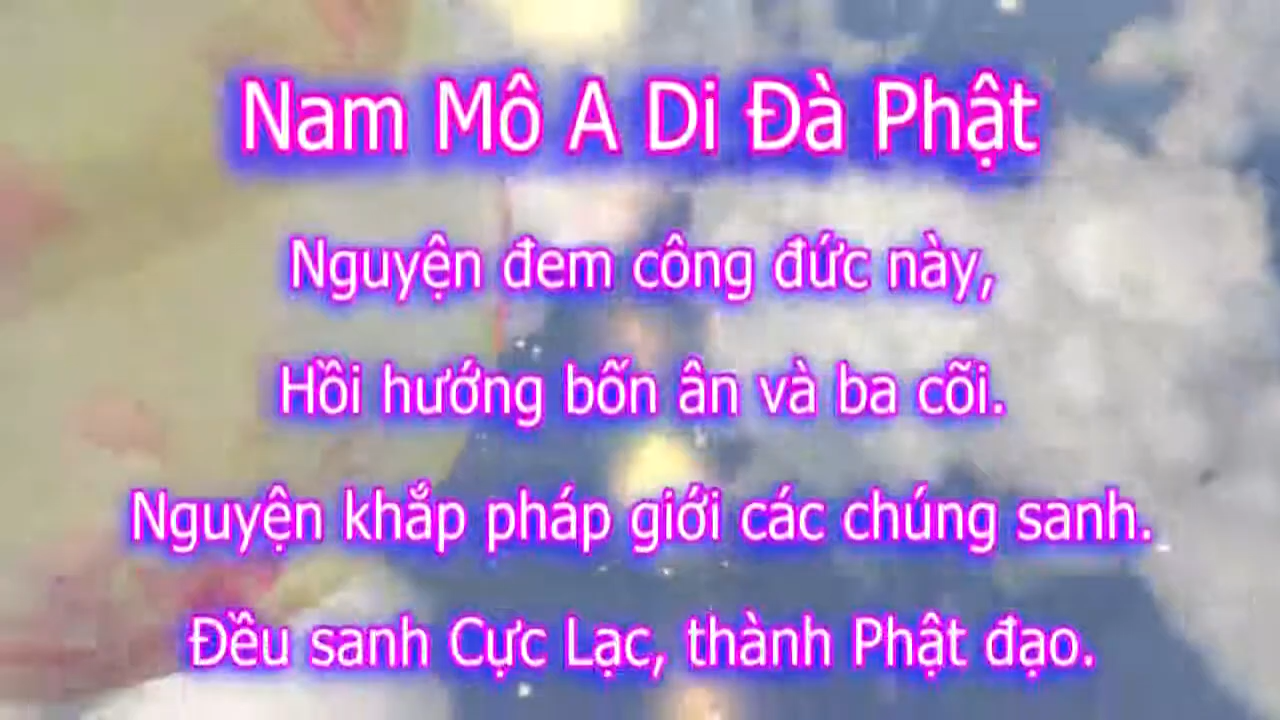 Nam Mô A Di Đà Phật
Nguyện đem công đức này,
Hồi hướng bốn ân và ba cõi.
Nguyện khắp pháp giới các chúng sanh.
Đều sanh Cực Lạc, thành Phật đạo.